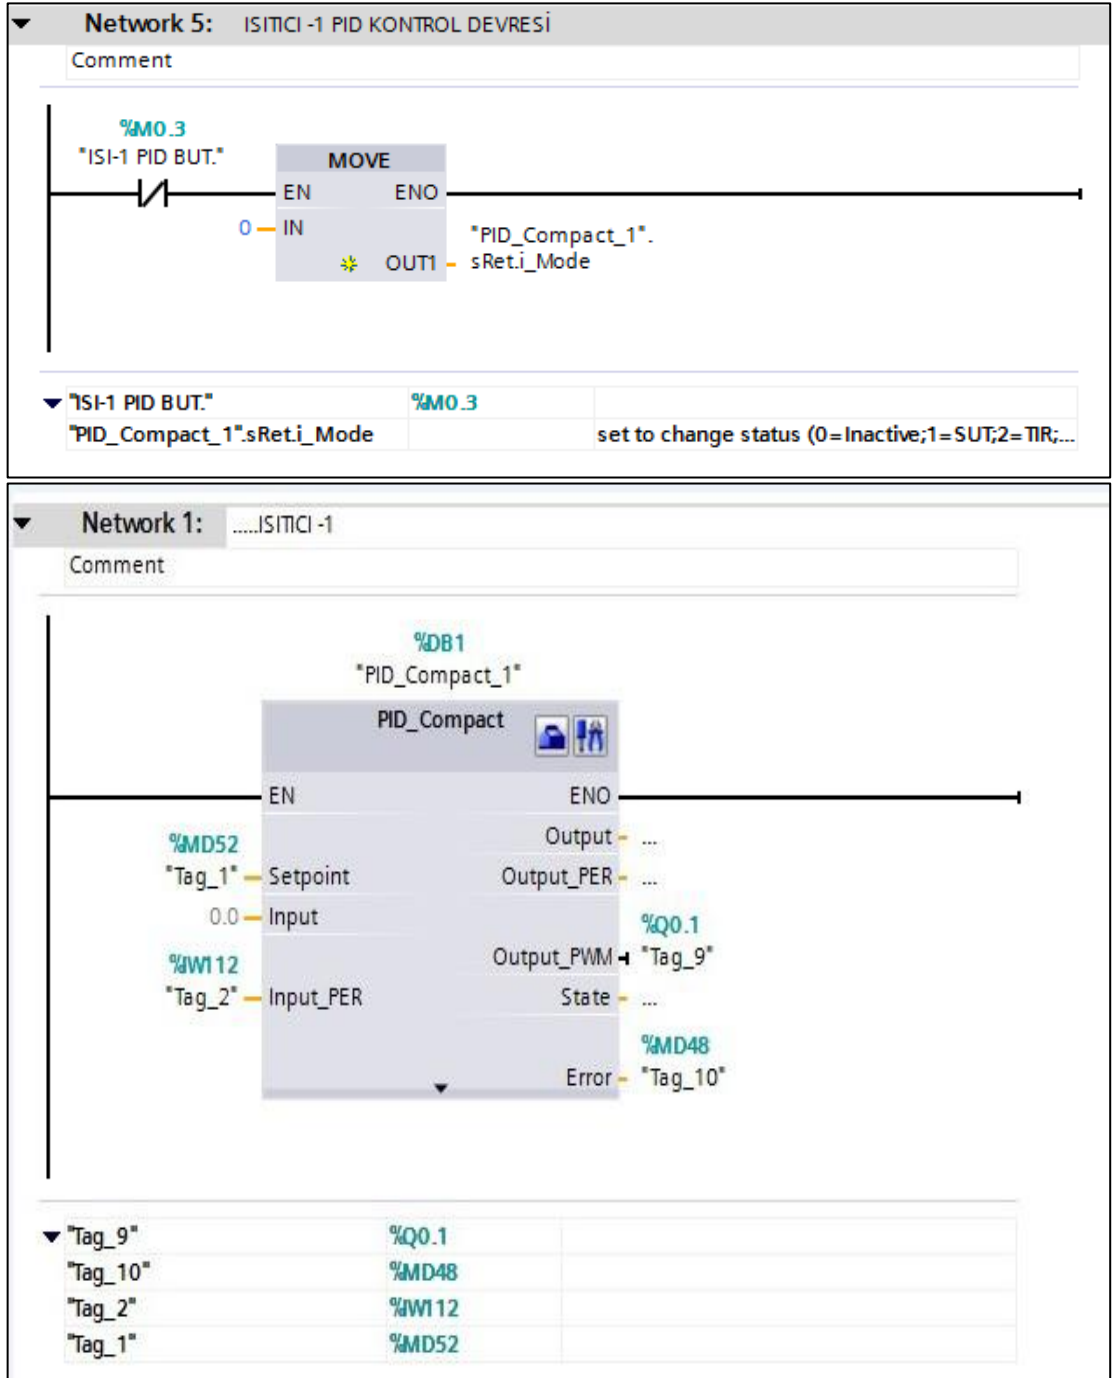 Network 5: ISITICI -1 PID KONTROL DEVRESİ
Comment
%M0.3
"ISI-1 PID BUT."
MOVE
EN ENO
0 IN
"PID_Compact_1".
OUT1 sRet.i_Mode
"ISI-1 PID BUT." %M0.3
"PID_Compact_1".sRet.i_Mode set to change status (0=Inactive;1=SUT;2=TIR;...
Network 1: .....ISITICI -1
Comment
%DB1
"PID_Compact_1"
PID_Compact
EN ENO
%MD52
Output ...
"Tag_1" Setpoint
Output_PER ...
0.0 Input
%Q0.1
Output_PWM "Tag_9"
%IW112
"Tag_2" Input_PER
State ...
%MD48
Error "Tag_10"
"Tag_9" %Q0.1
"Tag_10" %MD48
"Tag_2" %IW112
"Tag_1" %MD52